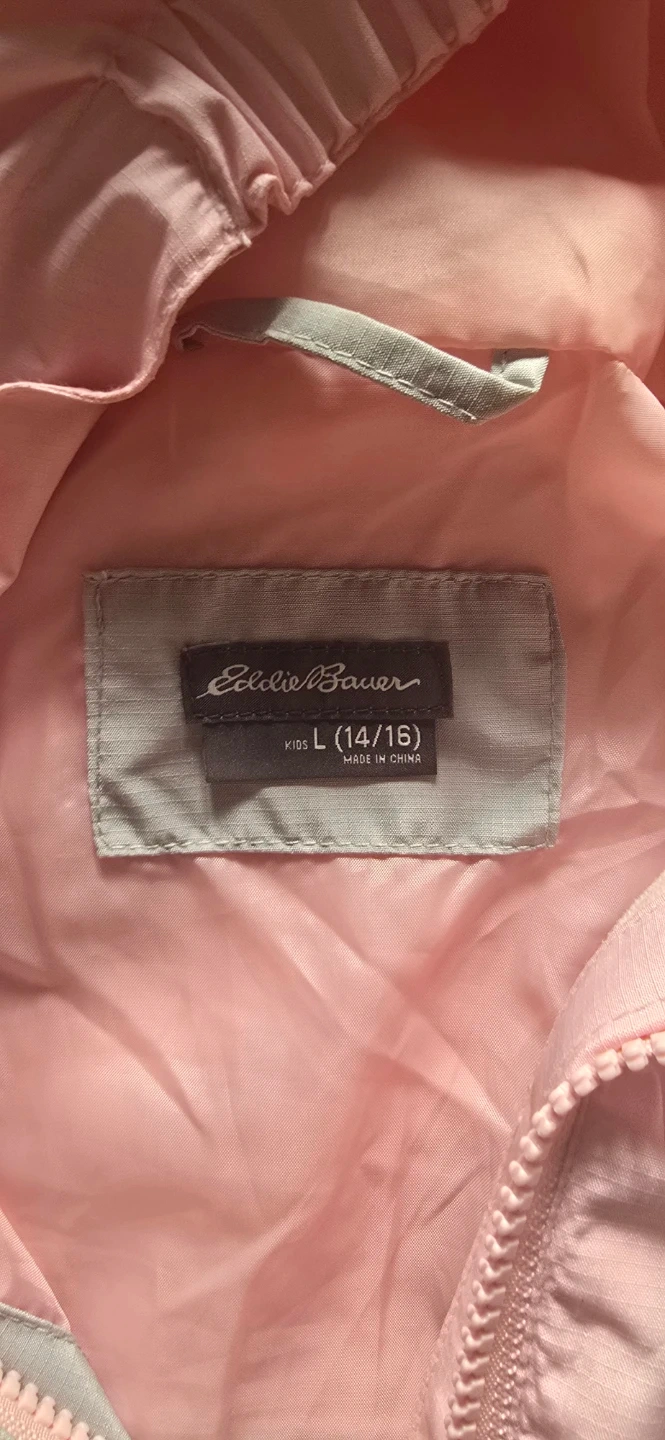 Eddie Bauer
KIDS L (14/16)
MADE IN CHINA